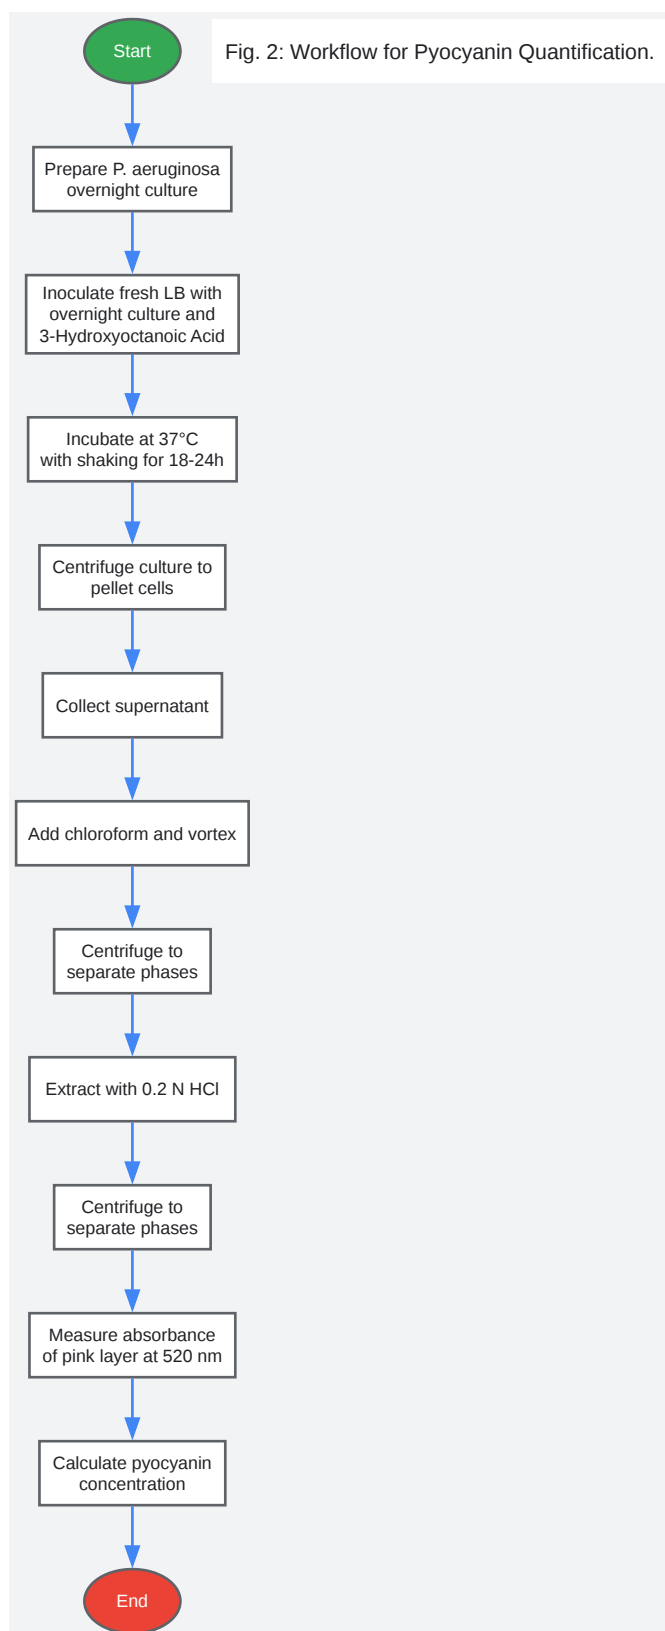 Start
Fig. 2: Workflow for Pyocyanin Quantification.
Prepare P. aeruginosa
overnight culture
Inoculate fresh LB with
overnight culture and
3-Hydroxyoctanoic Acid
Incubate at 37°C
with shaking for 18-24h
Centrifuge culture to
pellet cells
Collect supernatant
Add chloroform and vortex
Centrifuge to
separate phases
Extract with 0.2 N HCl
Centrifuge to
separate phases
Measure absorbance
of pink layer at 520 nm
Calculate pyocyanin
concentration
End